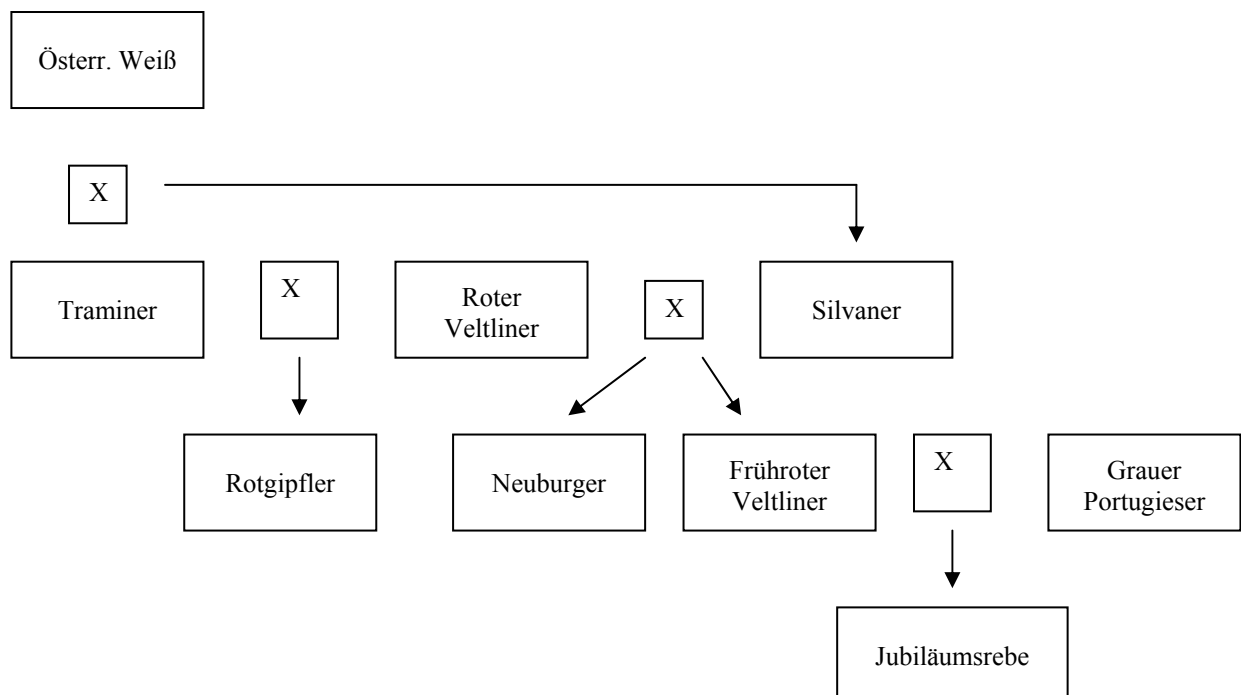 Österr. Weiß
X
Traminer
X
Roter
Veltliner
X
Silvaner
Rotgipfler
Neuburger
Frühroter
Veltliner
X
Grauer
Portugieser
Jubiläumsrebe